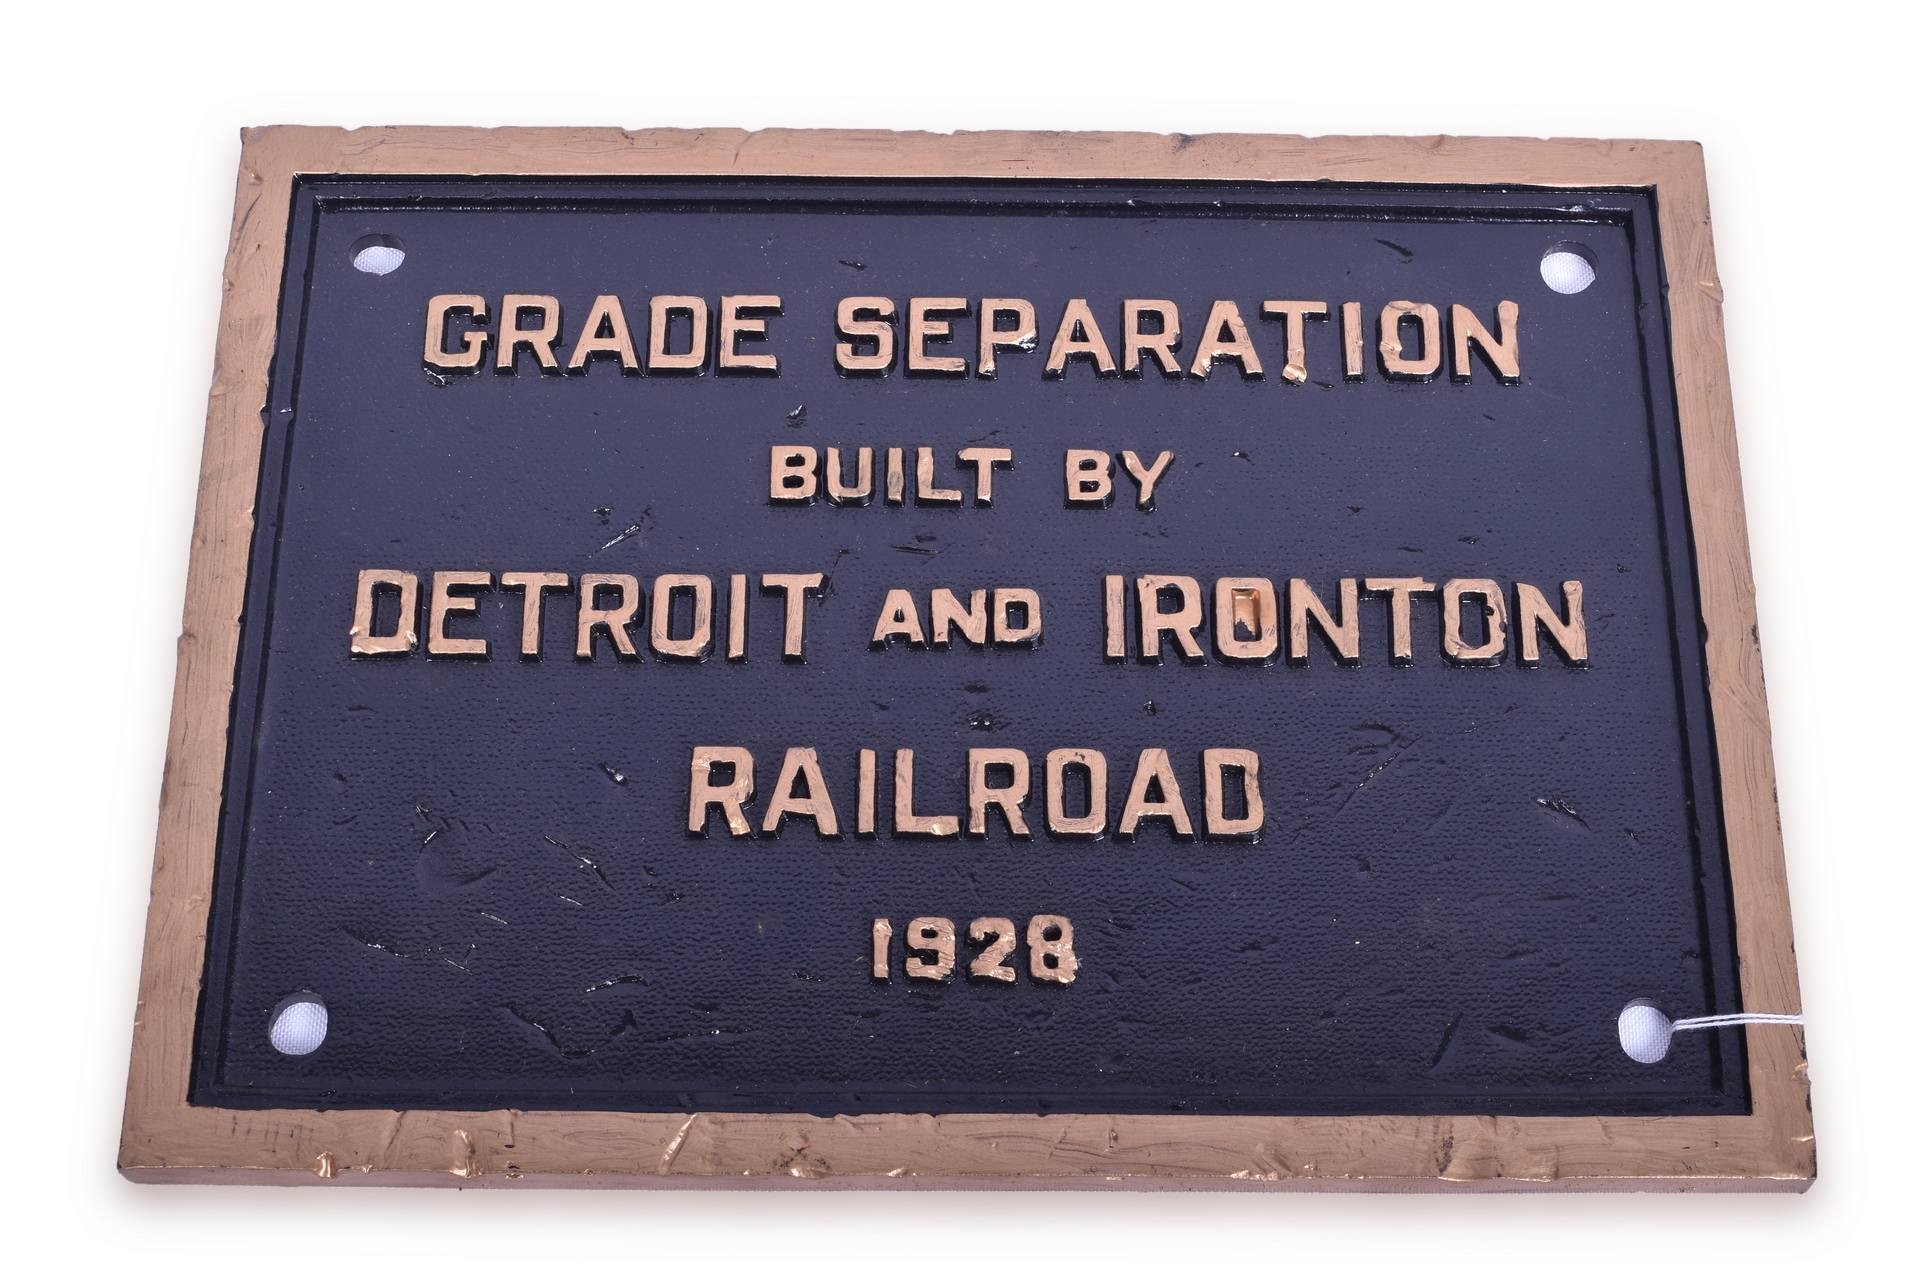 GRADE SEPARATION
BUILT BY
DETROIT AND IRONTON
RAILROAD
1928